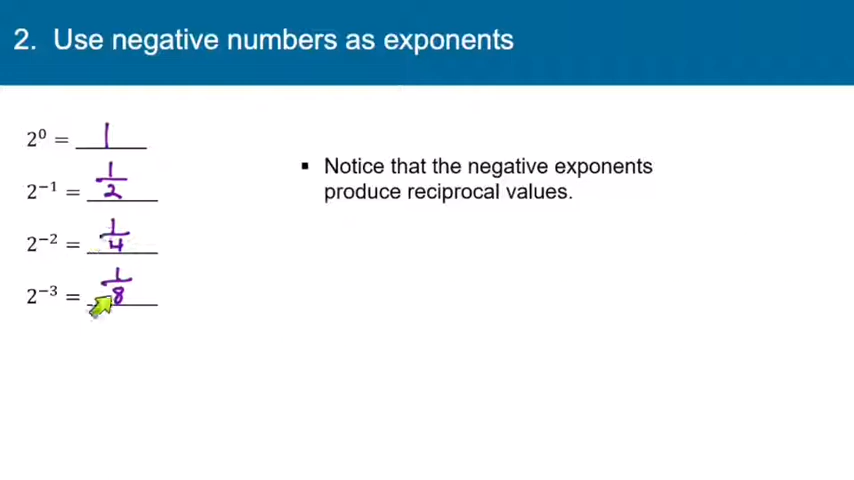 2. Use negative numbers as exponents
2⁰ = 1
2⁻¹ = 1/2
2⁻² = 1/4
2⁻³ = 1/8
▪ Notice that the negative exponents
produce reciprocal values.